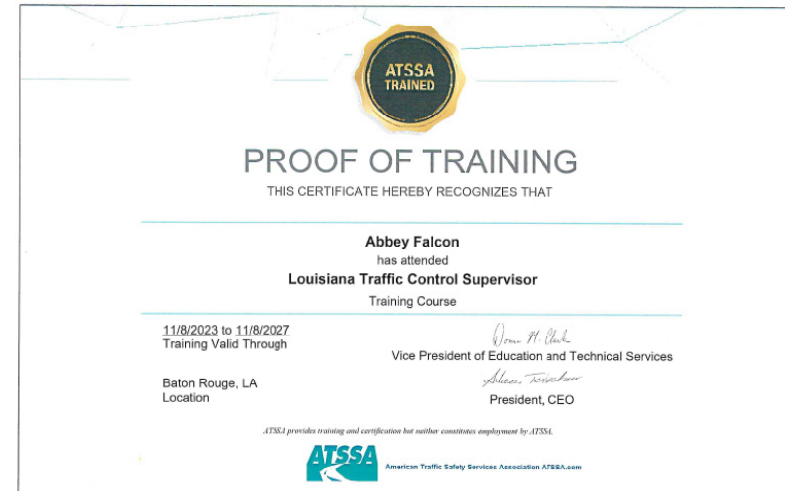 ATSSA
TRAINED
PROOF OF TRAINING
THIS CERTIFICATE HEREBY RECOGNIZES THAT
Abbey Falcon
has attended
Louisiana Traffic Control Supervisor
Training Course
11/8/2023 to 11/8/2027
Training Valid Through
Vice President of Education and Technical Services
Baton Rouge, LA
Location
President, CEO
ATSSA provides training and certification but neither constitutes employment by ATSSA.
ATSSA
American Traffic Safety Services Association ATSSA.com